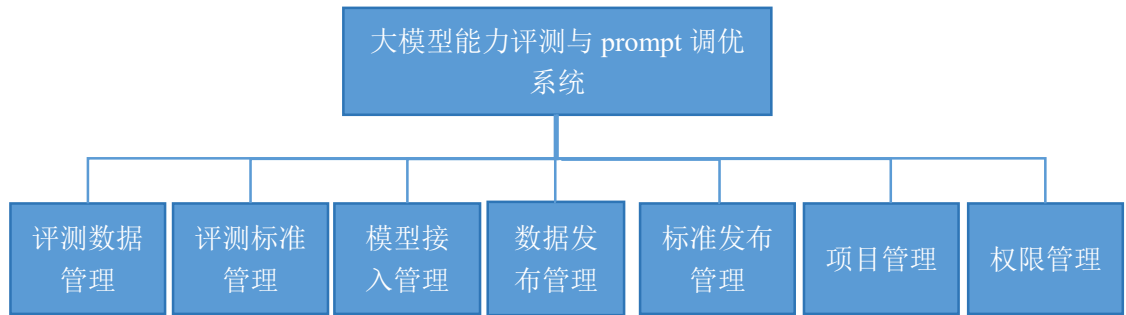 大模型能力评测与 prompt 调优
系统
评测数据
管理
评测标准
管理
模型接
入管理
数据发
布管理
标准发布
管理
项目管理
权限管理